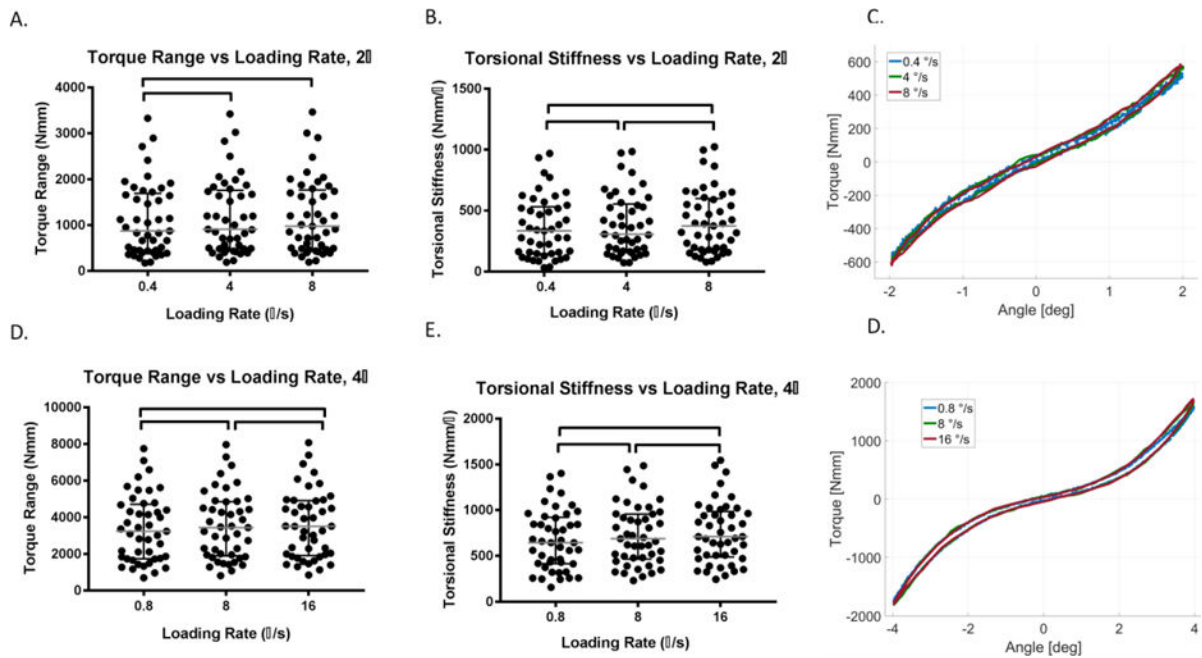 A.
Torque Range vs Loading Rate, 2▯
Torque Range (Nmm)
4000
3000
2000
1000
0
0.4 4 8
Loading Rate (▯/s)
B.
Torsional Stiffness vs Loading Rate, 2▯
Torsional Stiffness (Nmm/▯)
1500
1000
500
0
0.4 4 8
Loading Rate (▯/s)
C.
0.4 °/s
4 °/s
8 °/s
Torque [Nmm]
600
400
200
0
-200
-400
-600
-2 -1 0 1 2
Angle [deg]
D.
Torque Range vs Loading Rate, 4▯
Torque Range (Nmm)
10000
8000
6000
4000
2000
0
0.8 8 16
Loading Rate (▯/s)
E.
Torsional Stiffness vs Loading Rate, 4▯
Torsional Stiffness (Nmm/▯)
2000
1500
1000
500
0
0.8 8 16
Loading Rate (▯/s)
D.
0.8 °/s
8 °/s
16 °/s
Torque [Nmm]
2000
1000
0
-1000
-2000
-4 -2 0 2 4
Angle [deg]